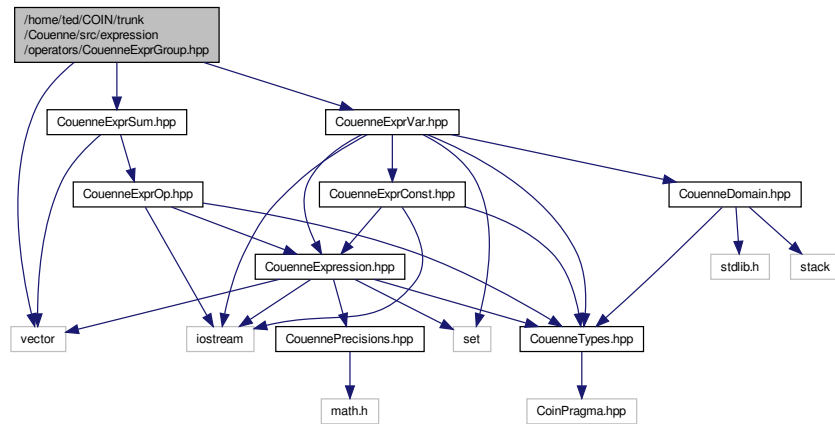 /home/ted/COIN/trunk
/Couenne/src/expression
/operators/CouenneExprGroup.hpp
CouenneExprSum.hpp
CouenneExprVar.hpp
CouenneExprOp.hpp
CouenneExprConst.hpp
CouenneDomain.hpp
CouenneExpression.hpp
stdlib.h
stack
vector
iostream
CouennePrecisions.hpp
set
CouenneTypes.hpp
math.h
CoinPragma.hpp